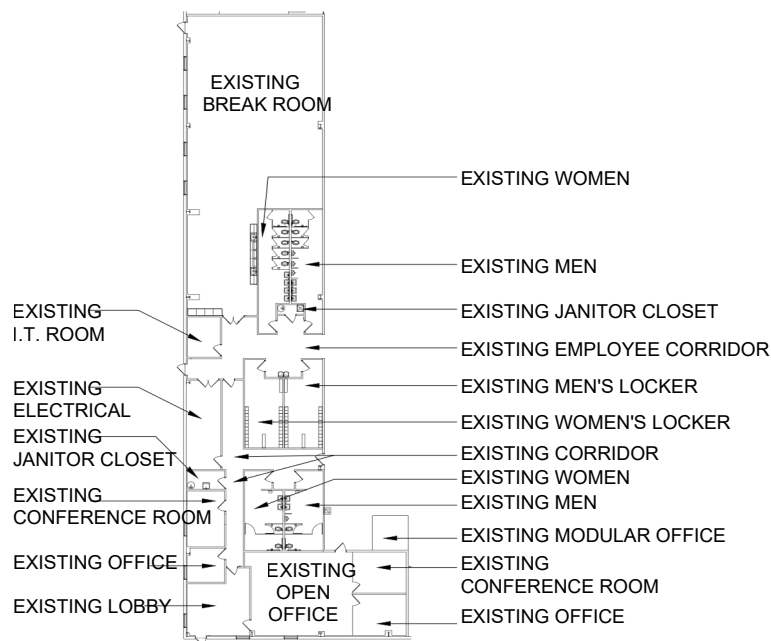 EXISTING
BREAK ROOM
EXISTING WOMEN
EXISTING MEN
EXISTING JANITOR CLOSET
EXISTING
I.T. ROOM
EXISTING EMPLOYEE CORRIDOR
EXISTING MEN'S LOCKER
EXISTING
ELECTRICAL
EXISTING WOMEN'S LOCKER
EXISTING
JANITOR CLOSET
EXISTING CORRIDOR
EXISTING WOMEN
EXISTING
CONFERENCE ROOM
EXISTING MEN
EXISTING MODULAR OFFICE
EXISTING OFFICE
EXISTING
OPEN
OFFICE
EXISTING
CONFERENCE ROOM
EXISTING LOBBY
EXISTING OFFICE